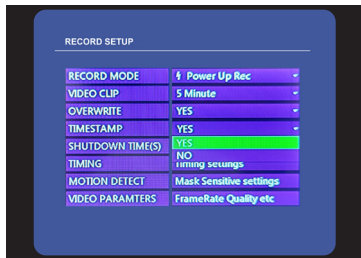 RECORD SETUP
RECORD MODE Power Up Rec
VIDEO CLIP 5 Minute
OVERWRITE YES
TIMESTAMP YES
SHUTDOWN TIME(S) YES
NO
TIMING Timing settings
MOTION DETECT Mask Sensitive settings
VIDEO PARAMTERS FrameRate Quality etc